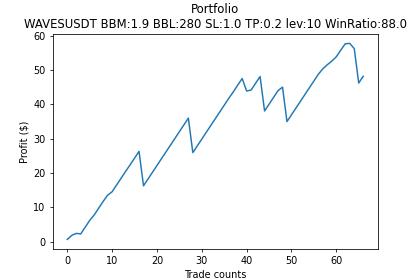 Portfolio
WAVESUSDT BBM:1.9 BBL:280 SL:1.0 TP:0.2 lev:10 WinRatio:88.0
60
50
40
30
20
10
0
Profit ($)
0 10 20 30 40 50 60
Trade counts